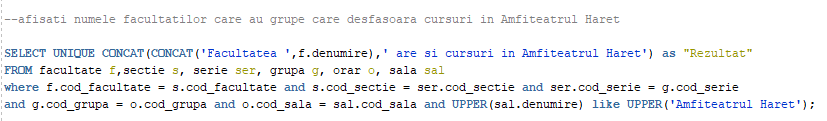 --afisati numele facultatilor care au grupe care desfasoara cursuri in Amfiteatrul Haret
SELECT UNIQUE CONCAT(CONCAT('Facultatea ',f.denumire),' are si cursuri in Amfiteatrul Haret') as "Rezultat"
FROM facultate f,sectie s, serie ser, grupa g, orar o, sala sal
where f.cod_facultate = s.cod_facultate and s.cod_sectie = ser.cod_sectie and ser.cod_serie = g.cod_serie
and g.cod_grupa = o.cod_grupa and o.cod_sala = sal.cod_sala and UPPER(sal.denumire) like UPPER('Amfiteatrul Haret');